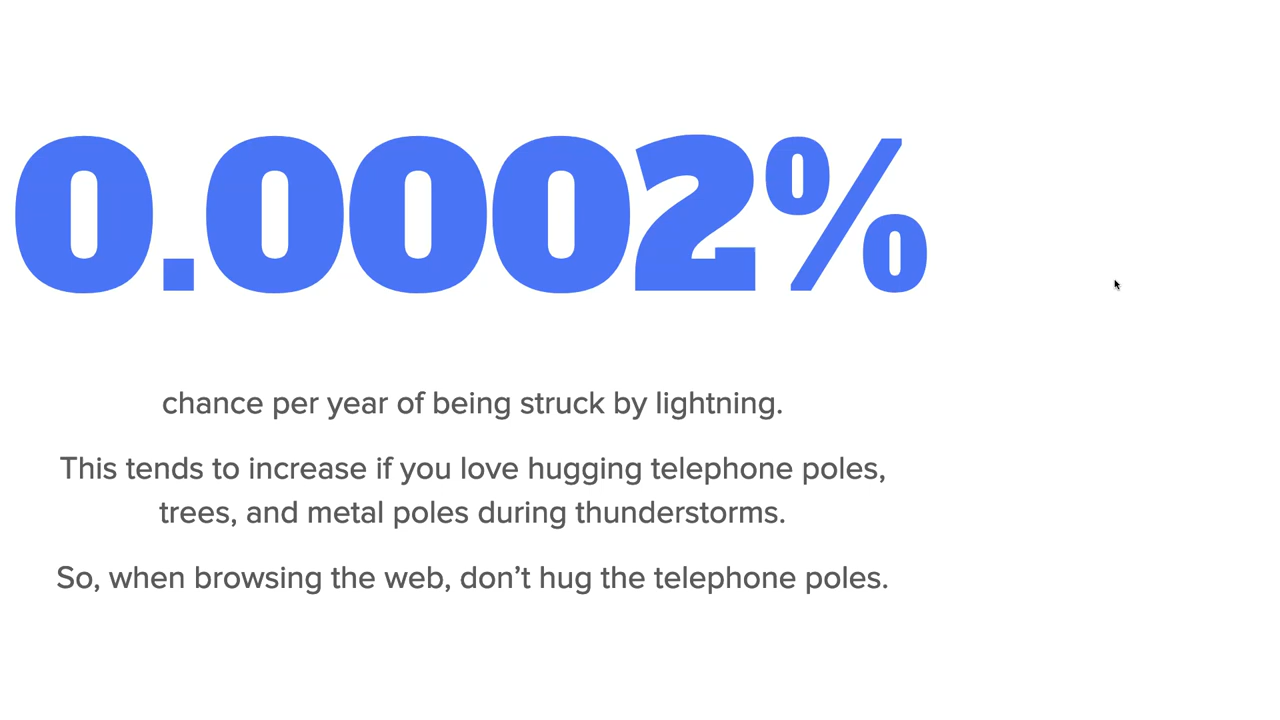 0.0002%
chance per year of being struck by lightning.
This tends to increase if you love hugging telephone poles,
trees, and metal poles during thunderstorms.
So, when browsing the web, don’t hug the telephone poles.